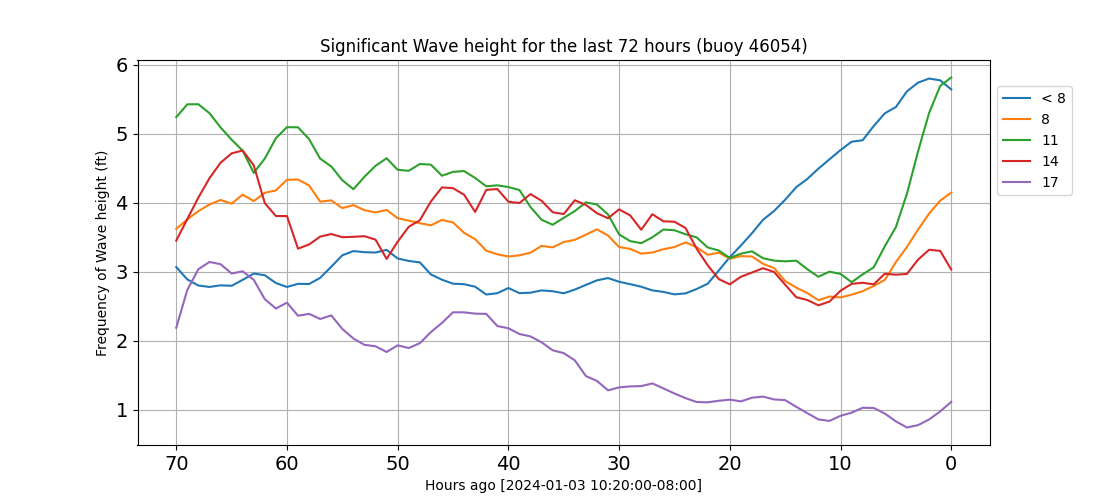 Significant Wave height for the last 72 hours (buoy 46054)
Frequency of Wave height (ft)
6
5
4
3
2
1
70 60 50 40 30 20 10 0
Hours ago [2024-01-03 10:20:00-08:00]
< 8
8
11
14
17